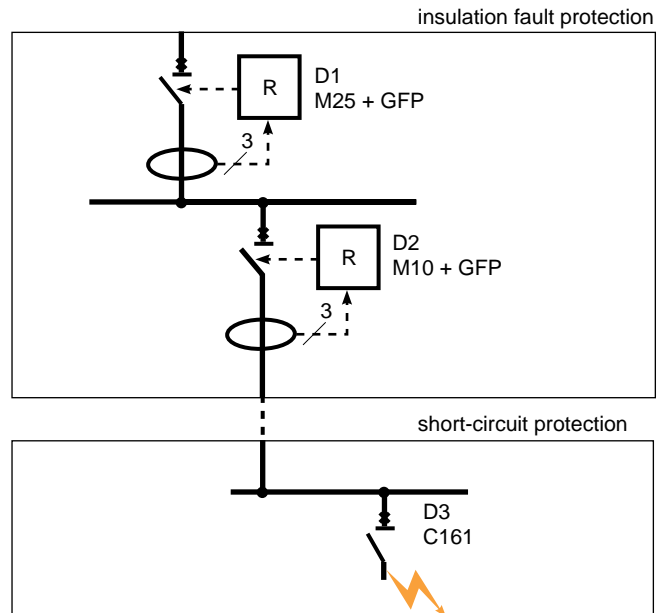 insulation fault protection
R
D1
M25 + GFP
3
R
D2
M10 + GFP
3
short-circuit protection
D3
C161